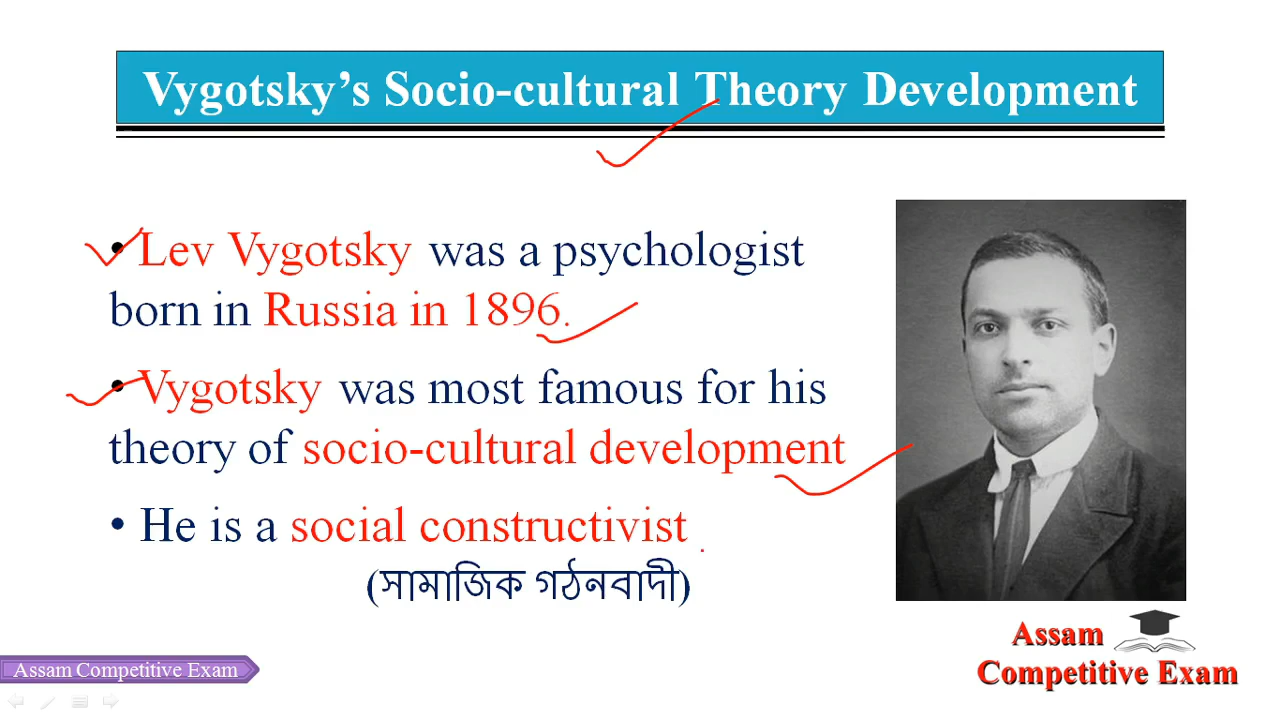 Vygotsky’s Socio-cultural Theory Development
• Lev Vygotsky was a psychologist
born in Russia in 1896.
• Vygotsky was most famous for his
theory of socio-cultural development
• He is a social constructivist
(সামাজিক গঠনবাদী)
Assam
Competitive Exam
Assam Competitive Exam